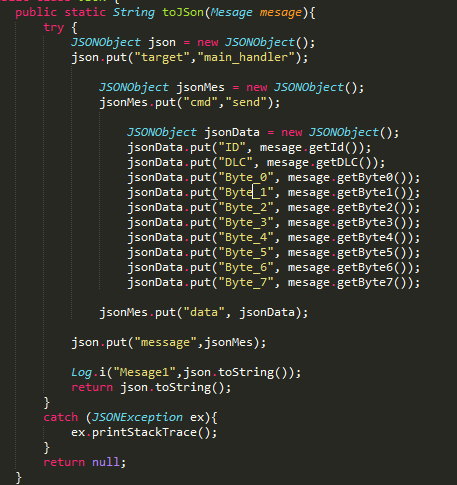 public static String toJSon(Mesage mesage){
try {
JSONObject json = new JSONObject();
json.put("target","main_handler");
JSONObject jsonMes = new JSONObject();
jsonMes.put("cmd","send");
JSONObject jsonData = new JSONObject();
jsonData.put("ID", mesage.getId());
jsonData.put("DLC", mesage.getDLC());
jsonData.put("Byte_0", mesage.getByte0());
jsonData.put("Byte_1", mesage.getByte1());
jsonData.put("Byte_2", mesage.getByte2());
jsonData.put("Byte_3", mesage.getByte3());
jsonData.put("Byte_4", mesage.getByte4());
jsonData.put("Byte_5", mesage.getByte5());
jsonData.put("Byte_6", mesage.getByte6());
jsonData.put("Byte_7", mesage.getByte7());
jsonMes.put("data", jsonData);
json.put("message",jsonMes);
Log.i("Mesage1",json.toString());
return json.toString();
}
catch (JSONException ex){
ex.printStackTrace();
}
return null;
}